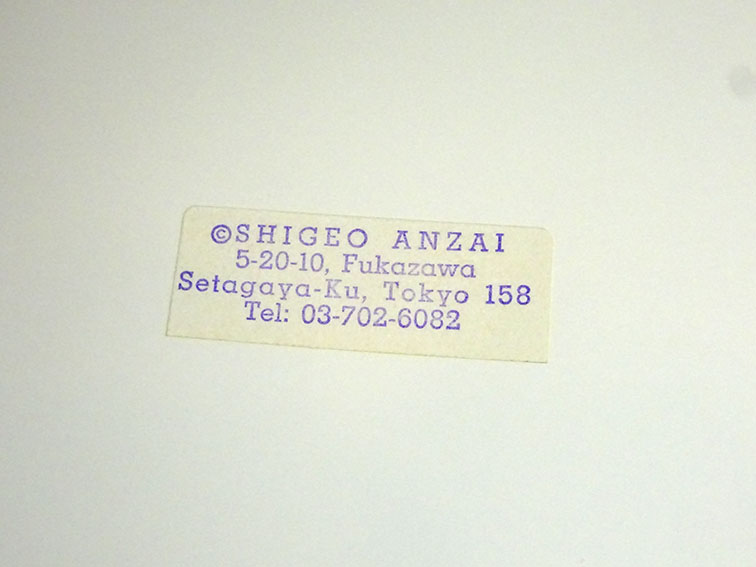 ©SHIGEO ANZAI
5-20-10, Fukazawa
Setagaya-Ku, Tokyo 158
Tel: 03-702-6082